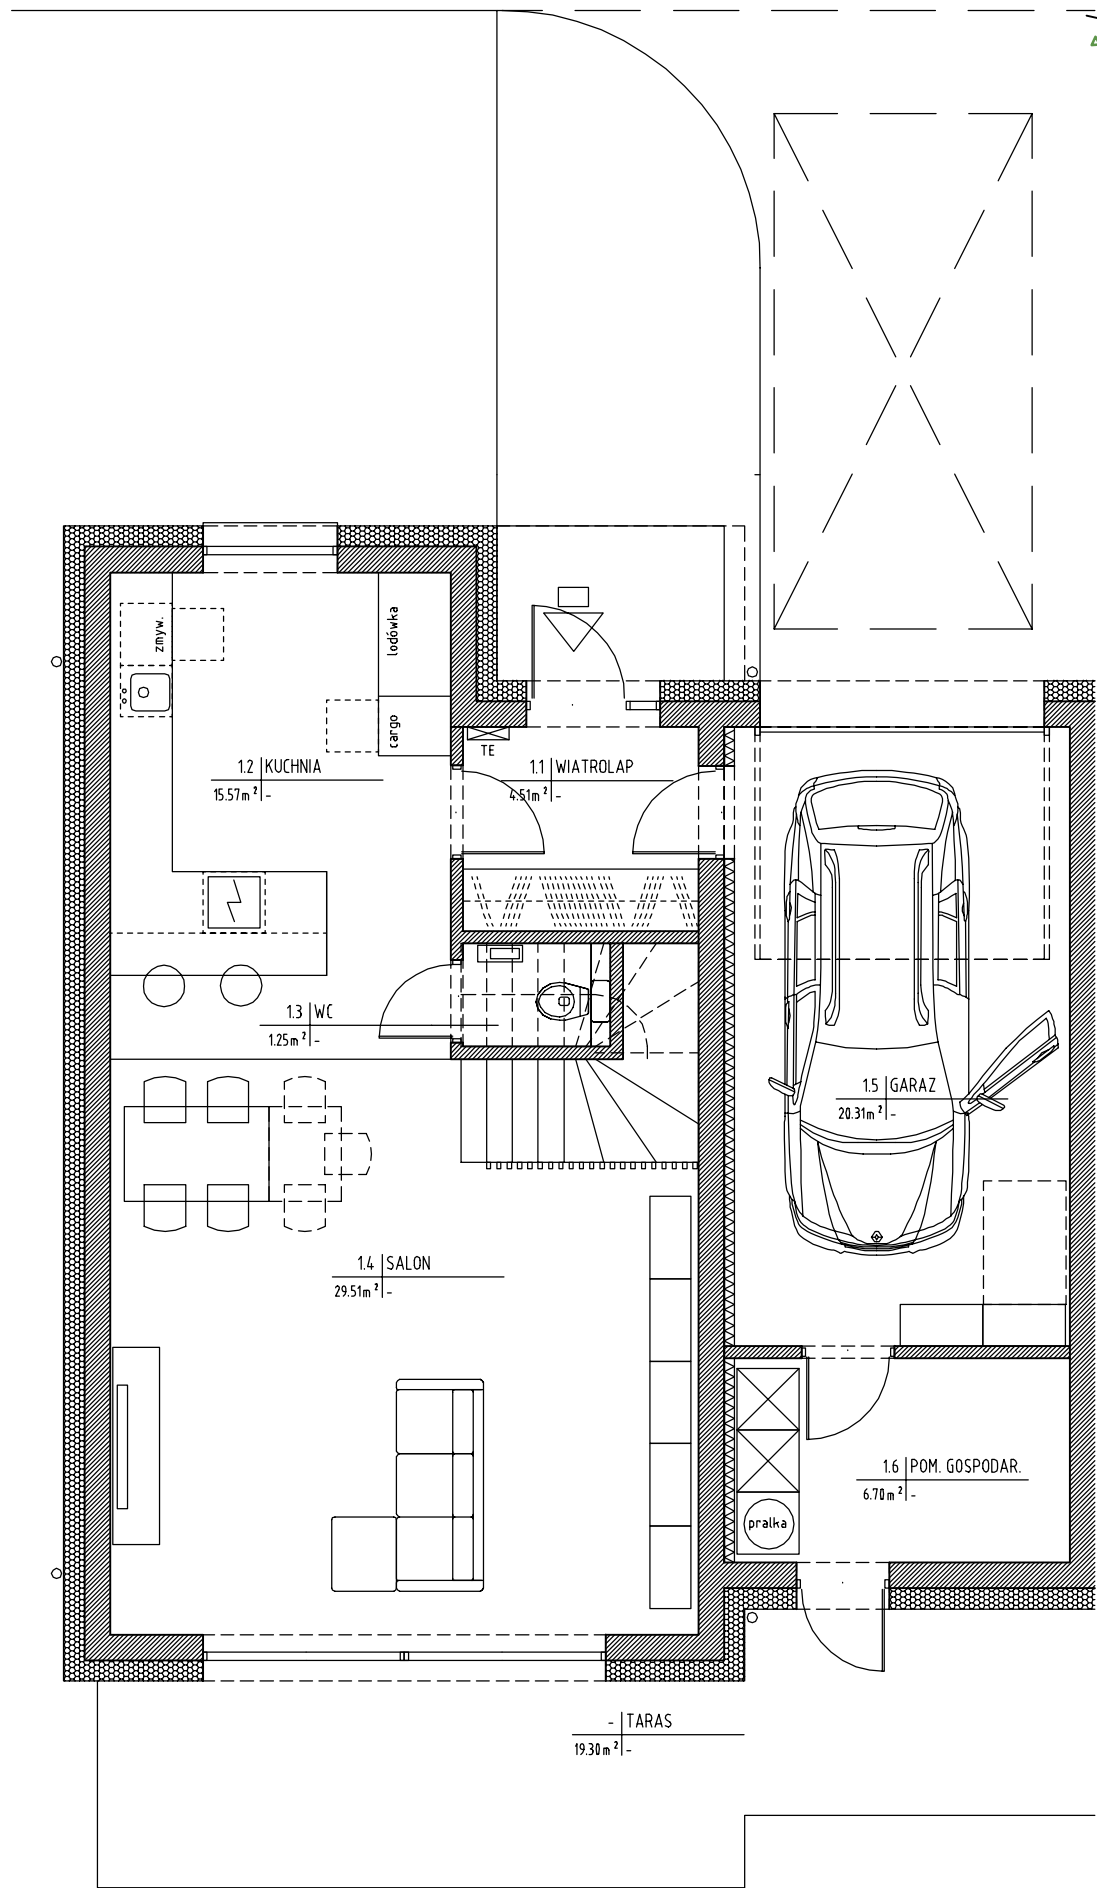 zmyw.
lodówka
cargo
TE
1.2 KUCHNIA
15.57m² -
1.1 WIATROLAP
4.51m² -
1.3 WC
1.25m² -
1.5 GARAZ
20.31m² -
1.4 SALON
29.51m² -
1.6 POM. GOSPODAR.
6.70m² -
pralka
- TARAS
19.30m² -